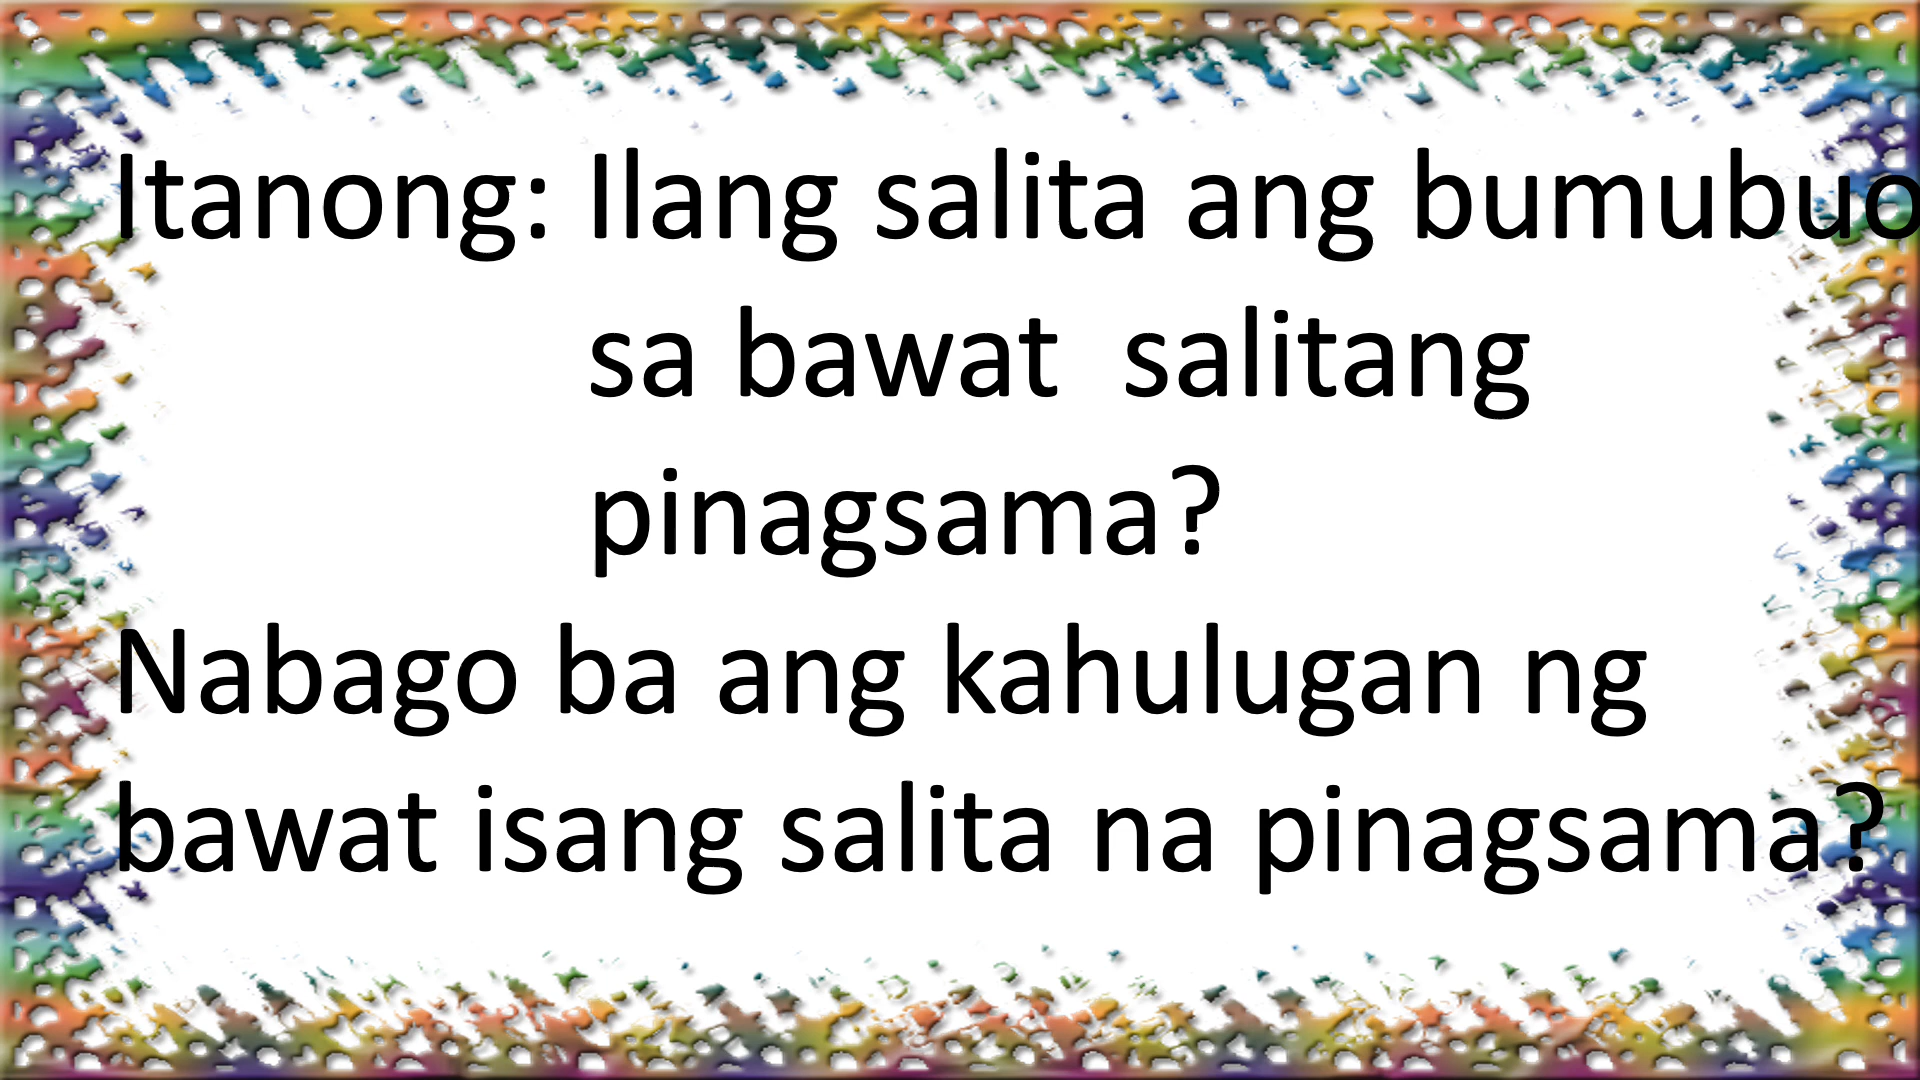 Itanong: Ilang salita ang bumubuo
sa bawat  salitang
pinagsama?
Nabago ba ang kahulugan ng
bawat isang salita na pinagsama?